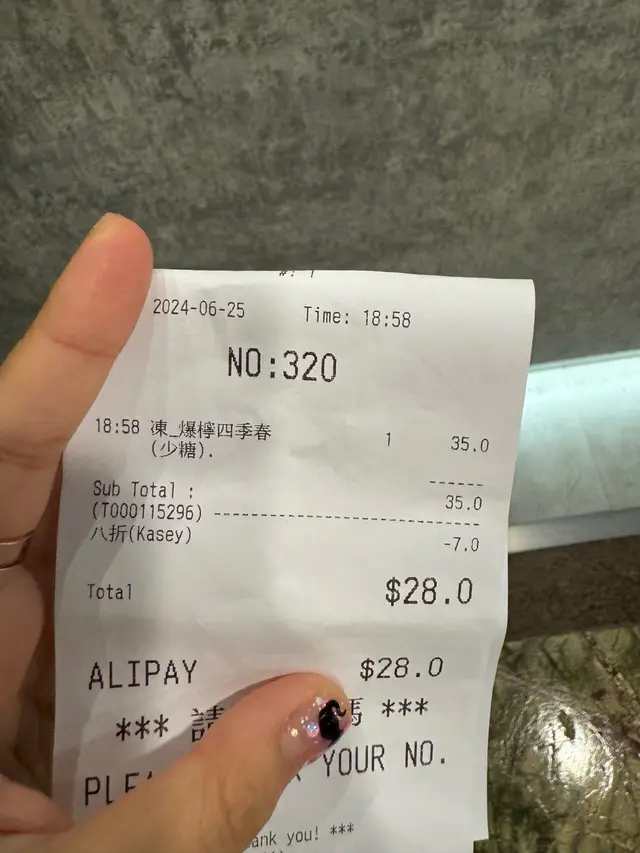 #: 1
2024-06-25 Time: 18:58
NO:320
18:58 凍_爆檸四季春 1 35.0
(少糖).
------
Sub Total : 35.0
(T000115296) ------------------------------
八折(Kasey) -7.0
Total $28.0
ALIPAY $28.0
*** 請 ***
YOUR NO.
you! ***